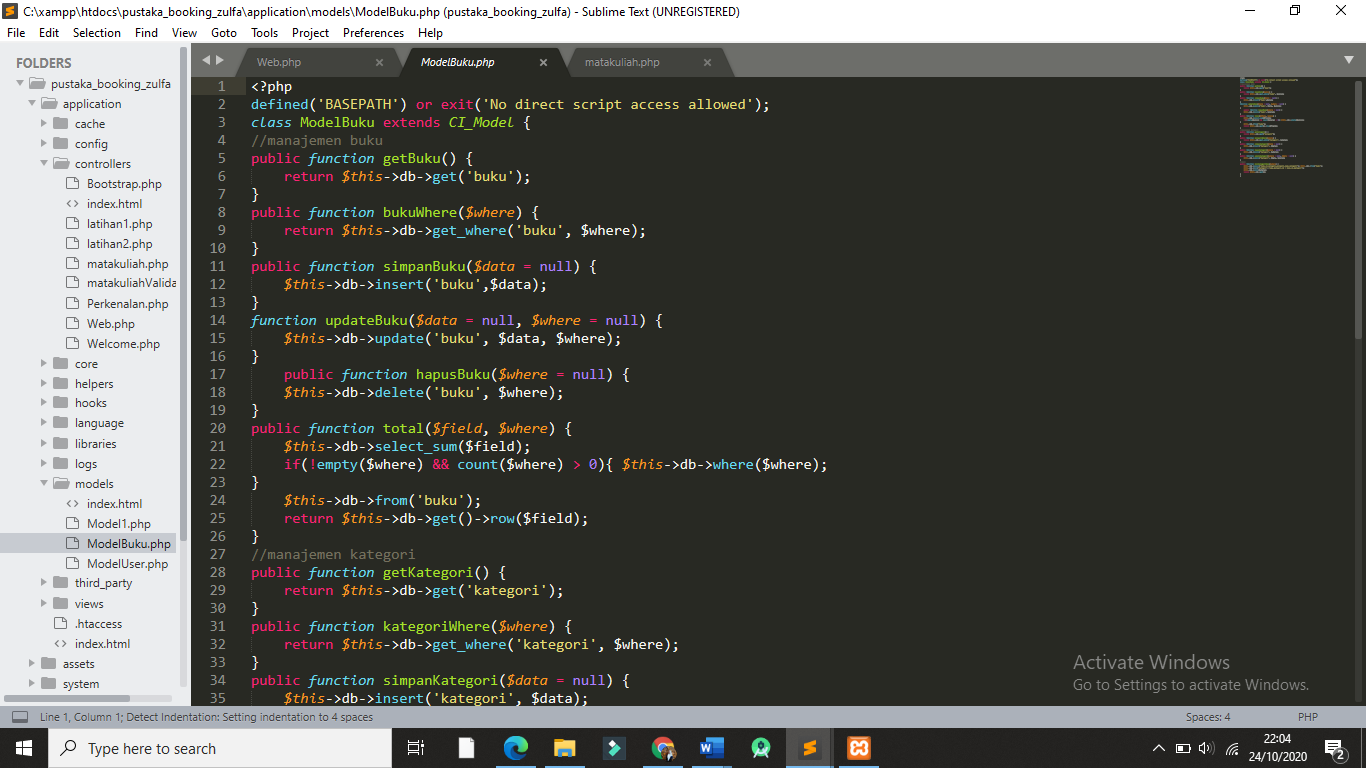 C:\xampp\htdocs\pustaka_booking_zulfa\application\models\ModelBuku.php (pustaka_booking_zulfa) - Sublime Text (UNREGISTERED)
File Edit Selection Find View Goto Tools Project Preferences Help
FOLDERS
pustaka_booking_zulfa
application
cache
config
controllers
Bootstrap.php
index.html
latihan1.php
latihan2.php
matakuliah.php
matakuliahValida
Perkenalan.php
Web.php
Welcome.php
core
helpers
hooks
language
libraries
logs
models
index.html
Model1.php
ModelBuku.php
ModelUser.php
third_party
views
.htaccess
index.html
assets
system
Web.php × ModelBuku.php × matakuliah.php ×
1 <?php
2 defined('BASEPATH') or exit('No direct script access allowed');
3 class ModelBuku extends CI_Model {
4 //manajemen buku
5 public function getBuku() {
6     return $this->db->get('buku');
7 }
8 public function bukuWhere($where) {
9     return $this->db->get_where('buku', $where);
10 }
11 public function simpanBuku($data = null) {
12     $this->db->insert('buku',$data);
13 }
14 function updateBuku($data = null, $where = null) {
15     $this->db->update('buku', $data, $where);
16 }
17     public function hapusBuku($where = null) {
18     $this->db->delete('buku', $where);
19 }
20 public function total($field, $where) {
21     $this->db->select_sum($field);
22     if(!empty($where) && count($where) > 0){ $this->db->where($where);
23 }
24     $this->db->from('buku');
25     return $this->db->get()->row($field);
26 }
27 //manajemen kategori
28 public function getKategori() {
29     return $this->db->get('kategori');
30 }
31 public function kategoriWhere($where) {
32     return $this->db->get_where('kategori', $where);
33 }
34 public function simpanKategori($data = null) {
35     $this->db->insert('kategori', $data);
Activate Windows
Go to Settings to activate Windows.
Line 1, Column 1; Detect Indentation: Setting indentation to 4 spaces Spaces: 4 PHP
Type here to search
22:04
24/10/2020
2